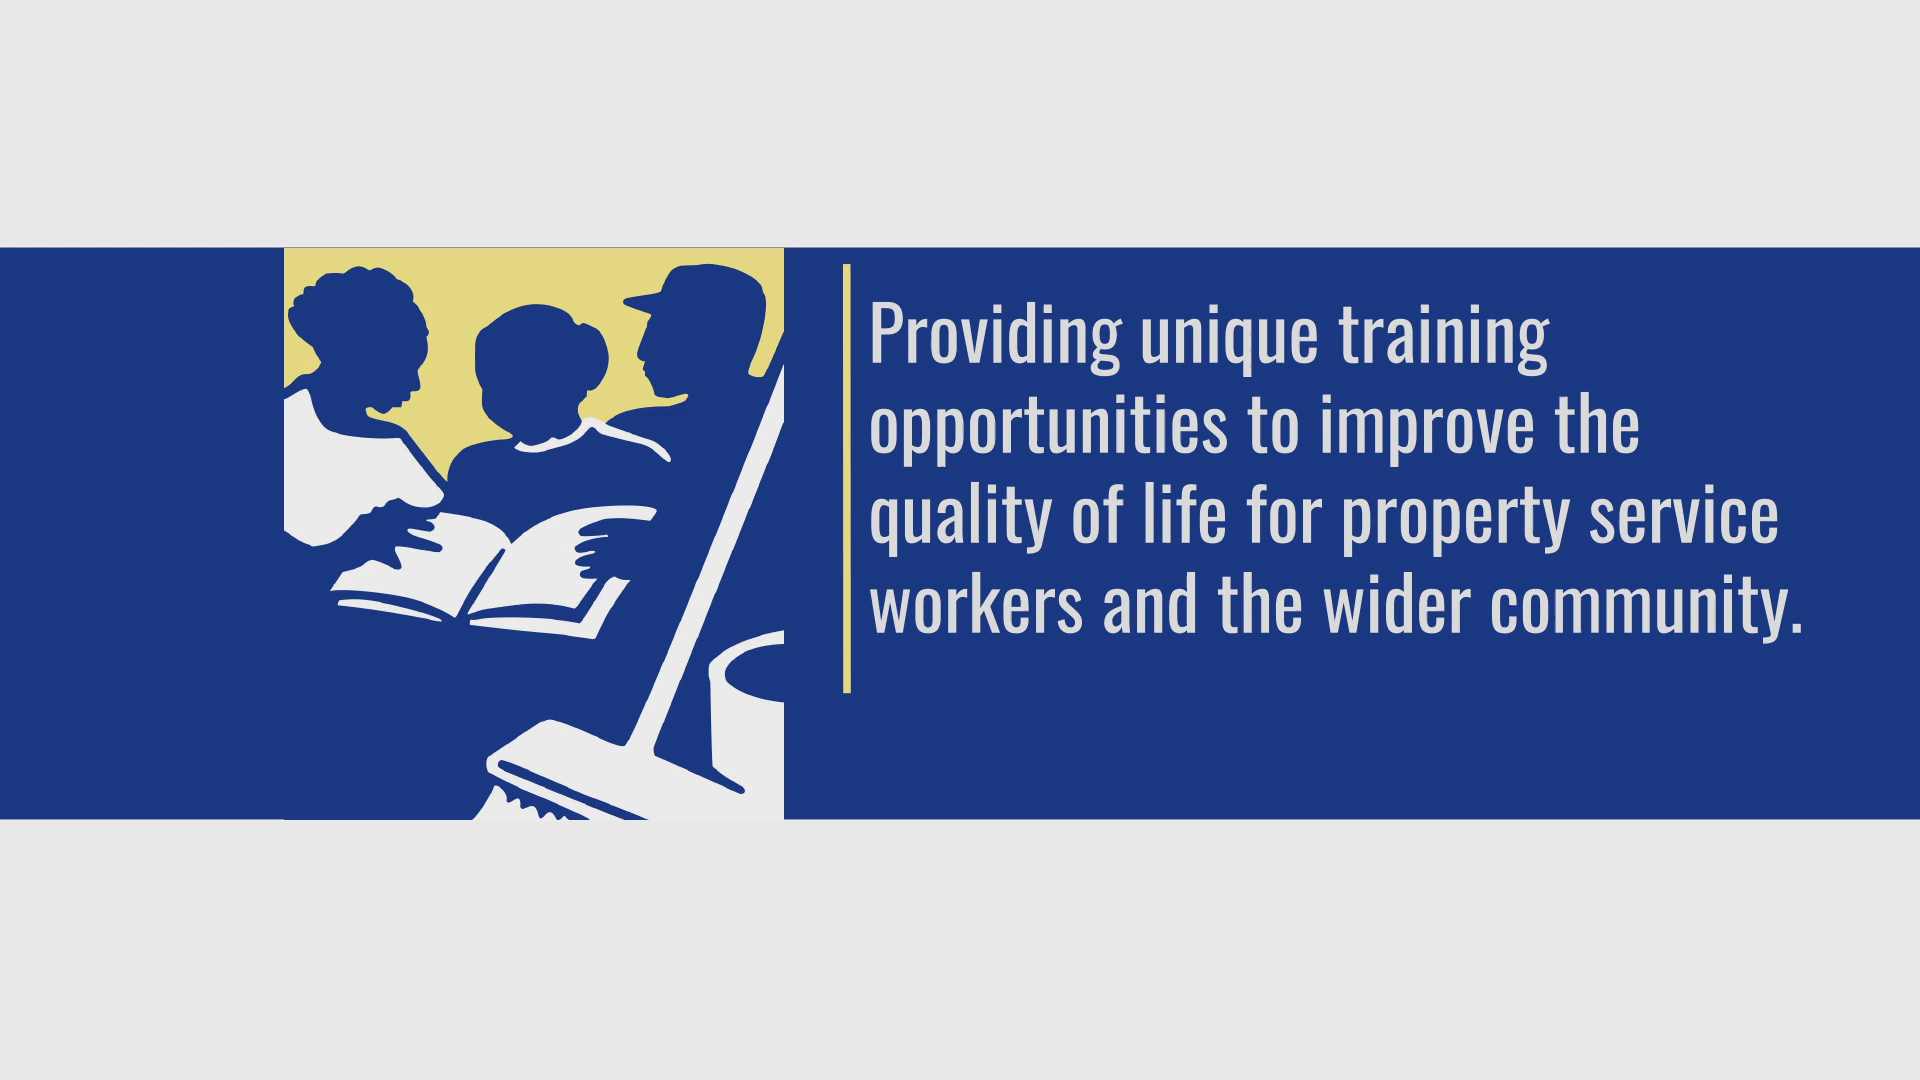 Providing unique training
opportunities to improve the
quality of life for property service
workers and the wider community.